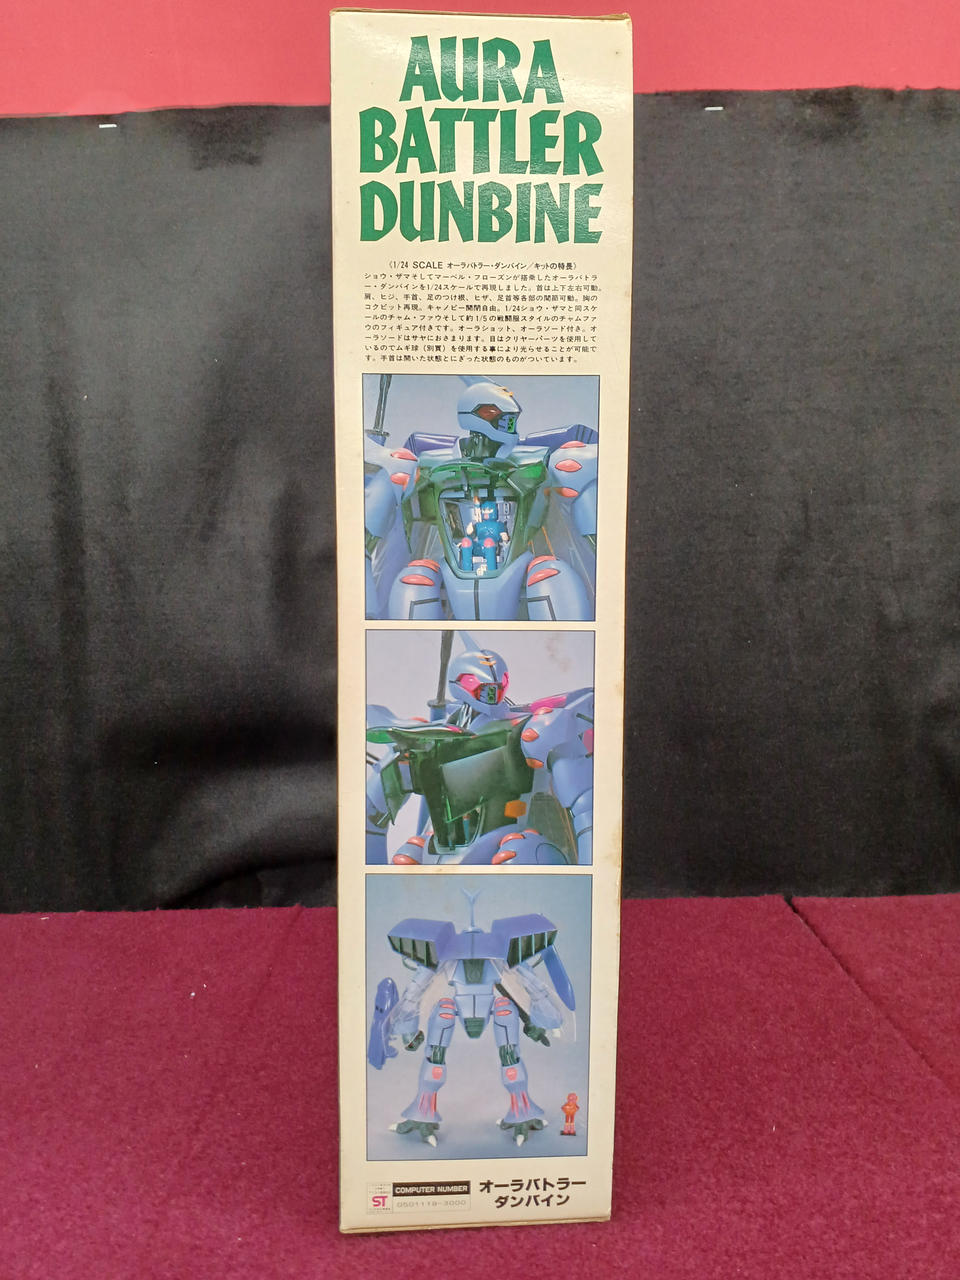 AURA
BATTLER
DUNBINE
〈1/24 SCALE オーラバトラー・ダンバイン／キットの特長〉
ショウ・ザマそしてマーベル・フローズンが搭乗したオーラバトラ
ー・ダンバインを1/24スケールで再現しました。首は上下左右可動。
肩、ヒジ、手首、足のつけ根、ヒザ、足首等各部の関節可動。胸の
コクピット再現。キャノピー開閉自由。1/24ショウ・ザマと同スケ
ールのチャム・ファウそして約1/5の戦闘服スタイルのチャムファ
ウのフィギュア付きです。オーラショット、オーラソード付き。オ
ーラソードはサヤにおさまります。目はクリヤーパーツを使用して
いるのでムギ球（別買）を使用する事により光らせることが可能で
す。手首は開いた状態とにぎった状態のものがついています。
ST
COMPUTER NUMBER
0501119-3000
オーラバトラー
ダンバイン